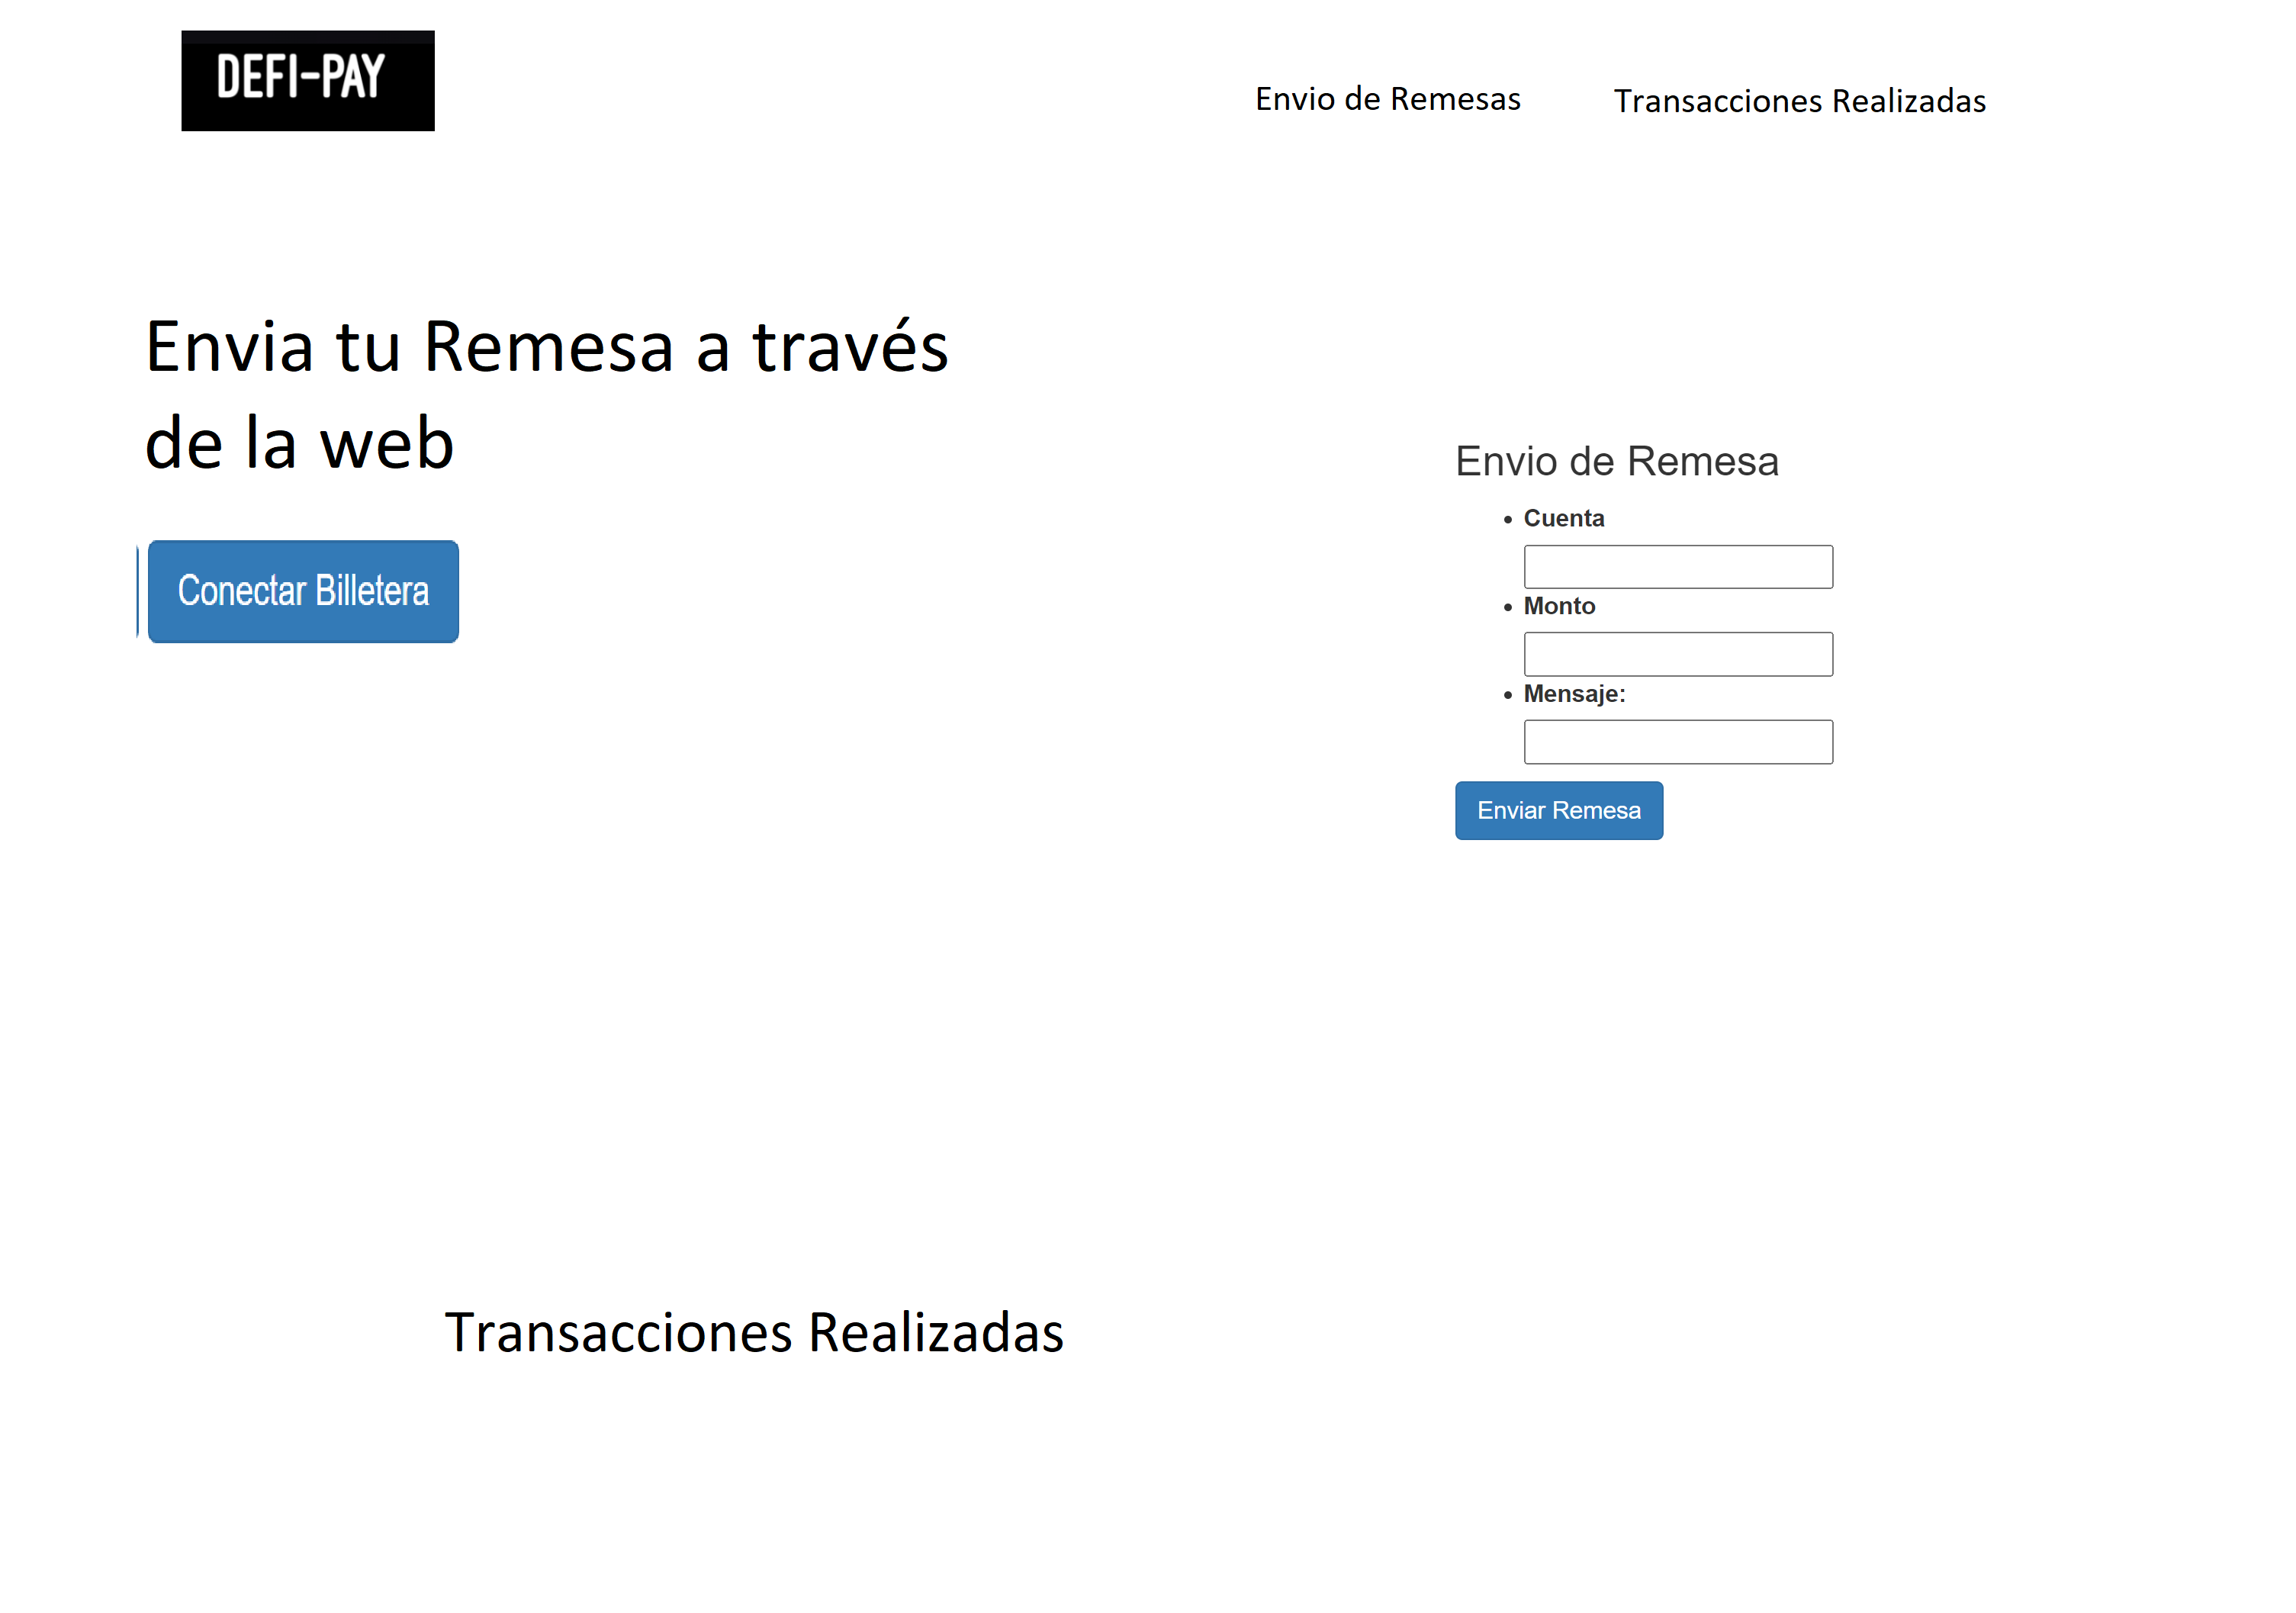 DEFI-PAY
Envio de Remesas
Transacciones Realizadas
Envia tu Remesa a través
de la web
Conectar Billetera
Envio de Remesa
Cuenta
Monto
Mensaje:
Enviar Remesa
Transacciones Realizadas